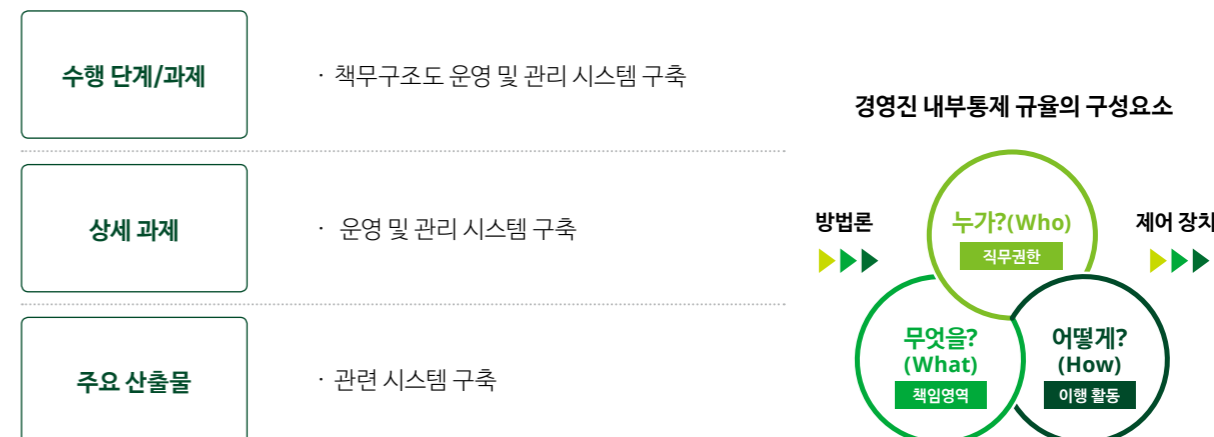 수행 단계/과제
· 책무구조도 운영 및 관리 시스템 구축
상세 과제
· 운영 및 관리 시스템 구축
주요 산출물
· 관련 시스템 구축
경영진 내부통제 규율의 구성요소
방법론
누가?(Who)
직무권한
제어 장치
무엇을?
(What)
책임영역
어떻게?
(How)
이행 활동